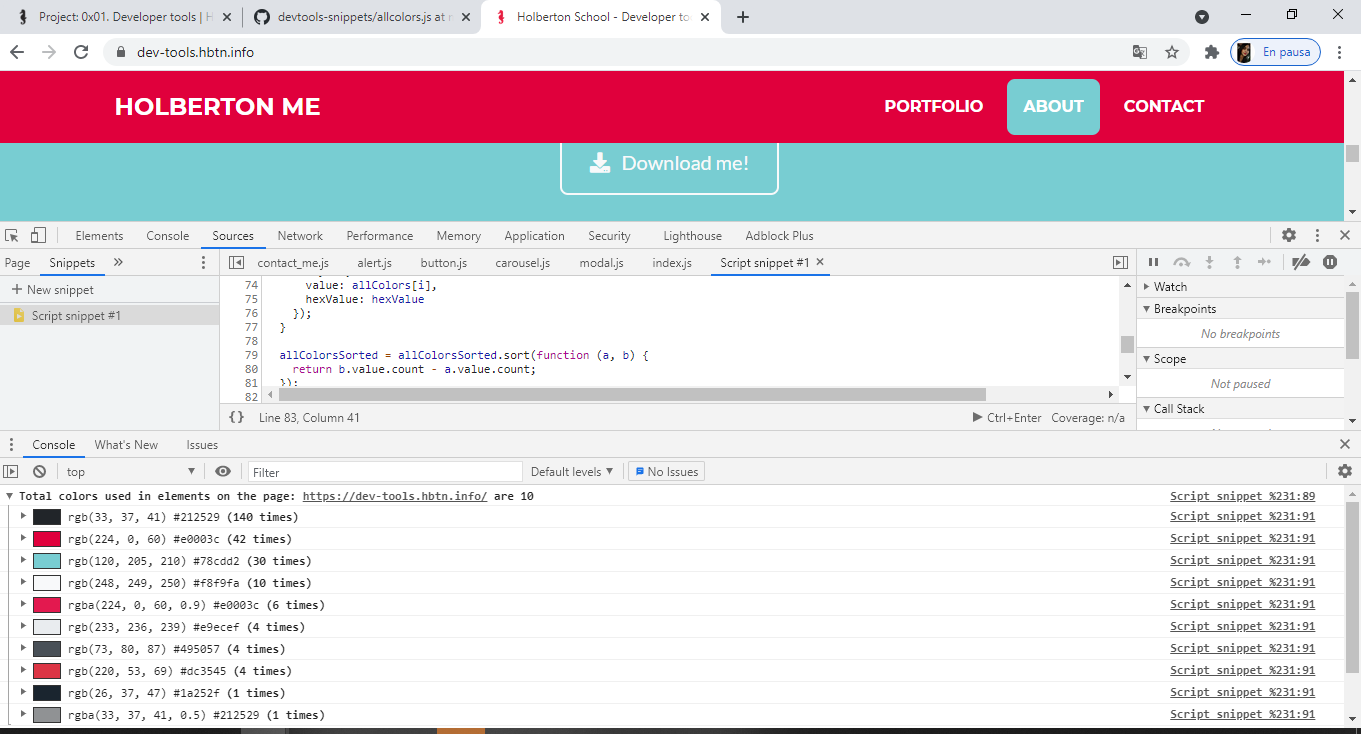 Project: 0x01. Developer tools | H
devtools-snippets/allcolors.js at m
Holberton School - Developer to
dev-tools.hbtn.info
En pausa
HOLBERTON ME
PORTFOLIO
ABOUT
CONTACT
Download me!
Elements Console Sources Network Performance Memory Application Security Lighthouse Adblock Plus
Page Snippets »
contact_me.js alert.js button.js carousel.js modal.js index.js Script snippet #1
+ New snippet
Script snippet #1
74 value: allColors[i],
75 hexValue: hexValue
76 });
77 }
78
79 allColorsSorted = allColorsSorted.sort(function (a, b) {
80 return b.value.count - a.value.count;
81 });
82
{} Line 83, Column 41
Ctrl+Enter Coverage: n/a
Watch
Breakpoints
No breakpoints
Scope
Not paused
Call Stack
Console What's New Issues
top
Filter
Default levels
No Issues
Total colors used in elements on the page: https://dev-tools.hbtn.info/ are 10 Script snippet %231:89
rgb(33, 37, 41) #212529 (140 times) Script snippet %231:91
rgb(224, 0, 60) #e0003c (42 times) Script snippet %231:91
rgb(120, 205, 210) #78cdd2 (30 times) Script snippet %231:91
rgb(248, 249, 250) #f8f9fa (10 times) Script snippet %231:91
rgba(224, 0, 60, 0.9) #e0003c (6 times) Script snippet %231:91
rgb(233, 236, 239) #e9ecef (4 times) Script snippet %231:91
rgb(73, 80, 87) #495057 (4 times) Script snippet %231:91
rgb(220, 53, 69) #dc3545 (4 times) Script snippet %231:91
rgb(26, 37, 47) #1a252f (1 times) Script snippet %231:91
rgba(33, 37, 41, 0.5) #212529 (1 times) Script snippet %231:91